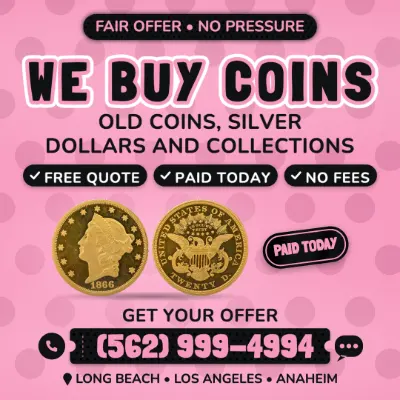 FAIR OFFER • NO PRESSURE
WE BUY COINS
OLD COINS, SILVER
DOLLARS AND COLLECTIONS
FREE QUOTE
PAID TODAY
NO FEES
1866
UNITED STATES OF AMERICA
TWENTY D.
PAID TODAY
GET YOUR OFFER
(562) 999-4994
LONG BEACH • LOS ANGELES • ANAHEIM